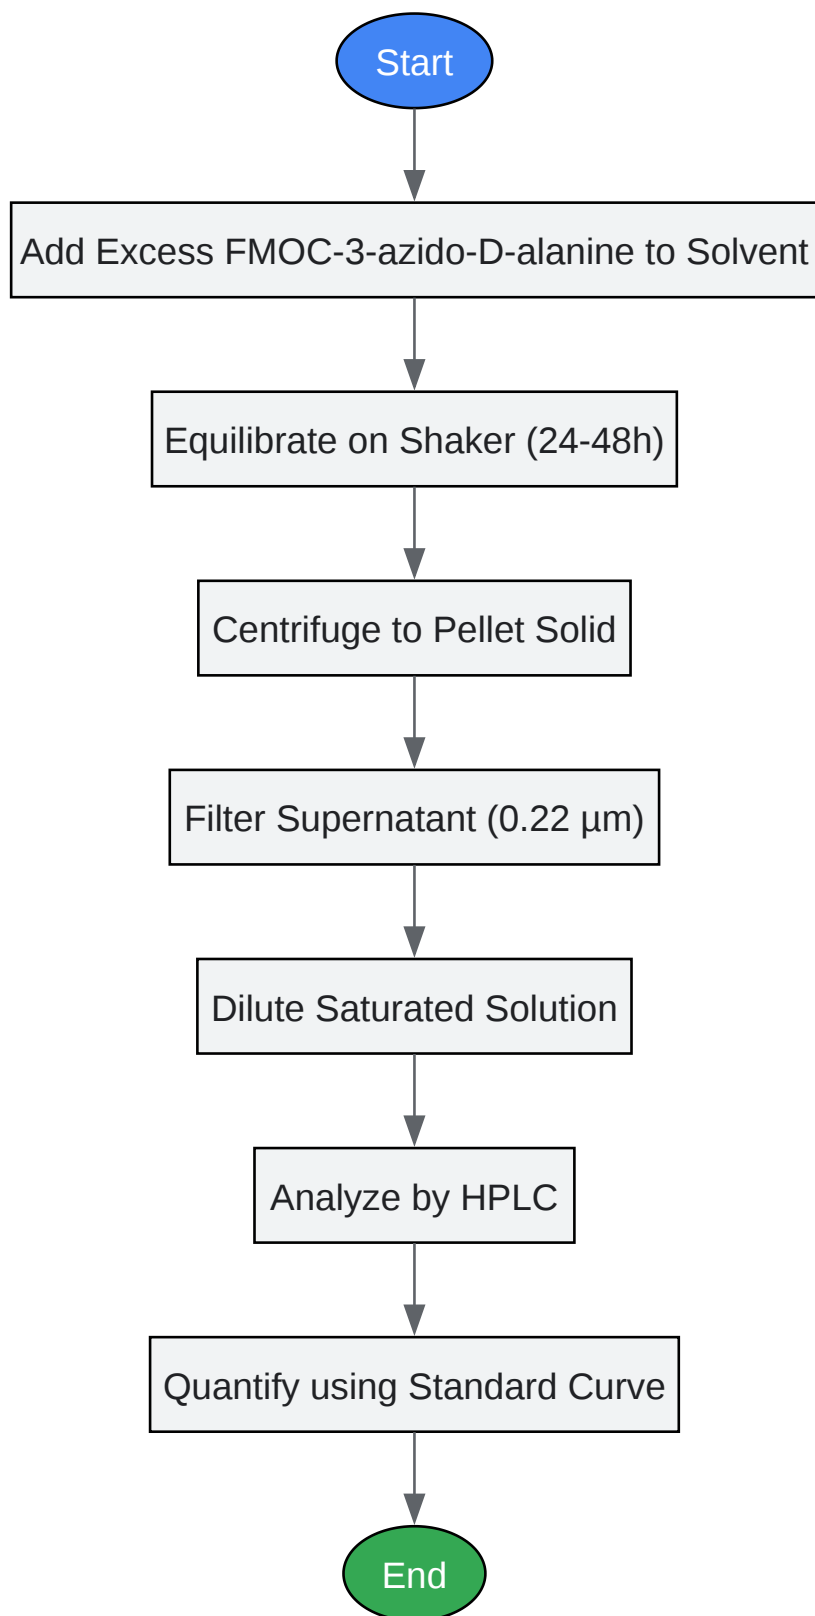 Start
Add Excess FMOC-3-azido-D-alanine to Solvent
Equilibrate on Shaker (24-48h)
Centrifuge to Pellet Solid
Filter Supernatant (0.22 µm)
Dilute Saturated Solution
Analyze by HPLC
Quantify using Standard Curve
End